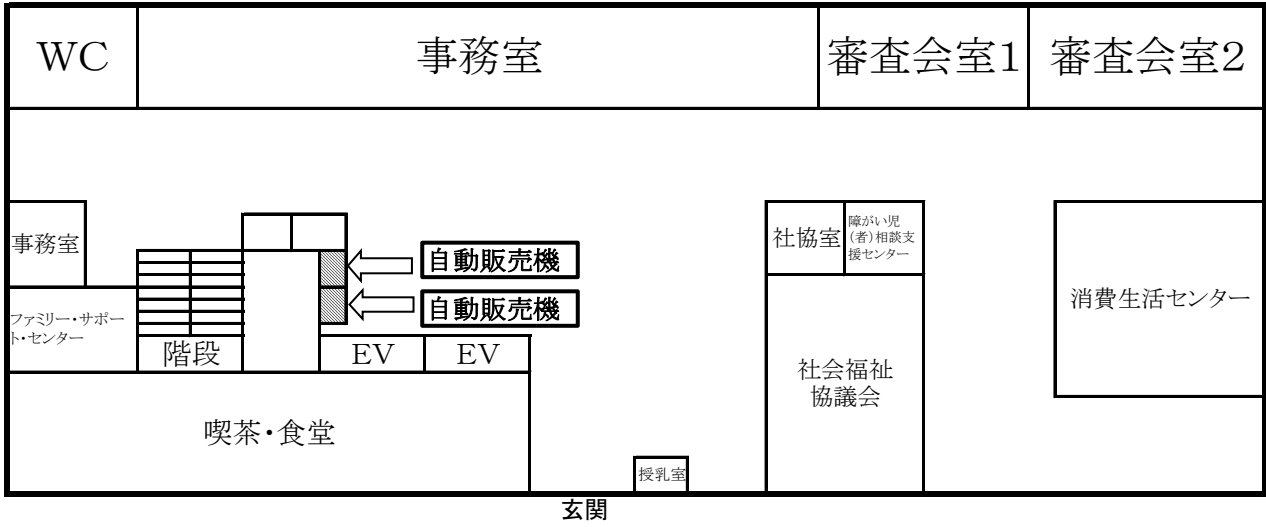 WC
事務室
審査会室1
審査会室2
事務室
社協室
障がい児
(者)相談支
援センター
自動販売機
自動販売機
消費生活センター
ファミリー・サポー
ト・センター
階段
EV
EV
社会福祉
協議会
喫茶・食堂
授乳室
玄関